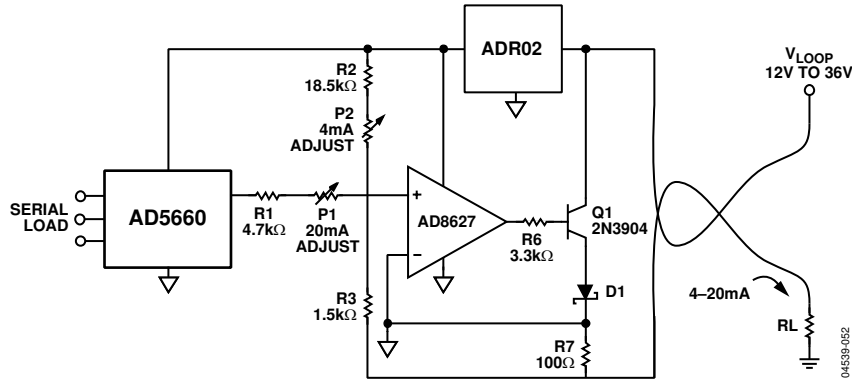 ADR02
V_LOOP
12V TO 36V
R2
18.5kΩ
P2
4mA
ADJUST
SERIAL
LOAD
AD5660
R1
4.7kΩ
P1
20mA
ADJUST
+
–
AD8627
R6
3.3kΩ
Q1
2N3904
D1
R3
1.5kΩ
R7
100Ω
4–20mA
RL
04539-052